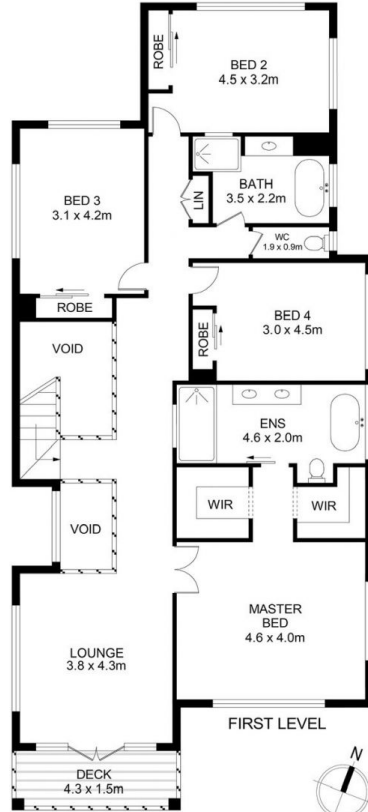 ROBE
BED 2
4.5 x 3.2m
BED 3
3.1 x 4.2m
LIN
BATH
3.5 x 2.2m
WC
1.9 x 0.9m
ROBE
BED 4
3.0 x 4.5m
ROBE
VOID
ENS
4.6 x 2.0m
VOID
WIR
WIR
MASTER
BED
4.6 x 4.0m
LOUNGE
3.8 x 4.3m
FIRST LEVEL
DECK
4.3 x 1.5m
N